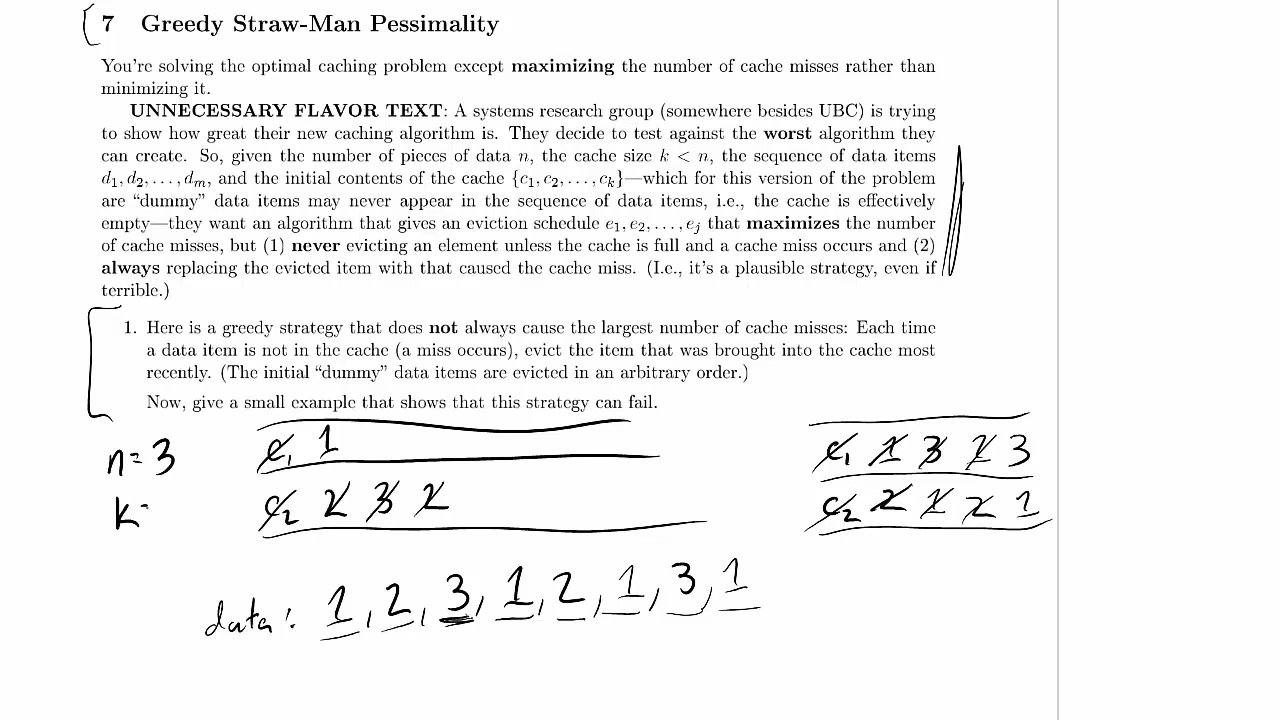 7 Greedy Straw-Man Pessimality
You're solving the optimal caching problem except maximizing the number of cache misses rather than
minimizing it.
UNNECESSARY FLAVOR TEXT: A systems research group (somewhere besides UBC) is trying
to show how great their new caching algorithm is. They decide to test against the worst algorithm they
can create. So, given the number of pieces of data n, the cache size k < n, the sequence of data items
d₁, d₂, . . . , dₘ, and the initial contents of the cache {c₁, c₂, . . . , cₖ}—which for this version of the problem
are “dummy” data items may never appear in the sequence of data items, i.e., the cache is effectively
empty—they want an algorithm that gives an eviction schedule e₁, e₂, . . . , eⱼ that maximizes the number
of cache misses, but (1) never evicting an element unless the cache is full and a cache miss occurs and (2)
always replacing the evicted item with that caused the cache miss. (I.e., it's a plausible strategy, even if
terrible.)
1. Here is a greedy strategy that does not always cause the largest number of cache misses: Each time
a data item is not in the cache (a miss occurs), evict the item that was brought into the cache most
recently. (The initial “dummy” data items are evicted in an arbitrary order.)
Now, give a small example that shows that this strategy can fail.
n=3 c₁ 1 c₁ 1 3 2 3
k= c₂ 2 3 2 c₂ 2 1 2 1
data: 1, 2, 3, 1, 2, 1, 3, 1